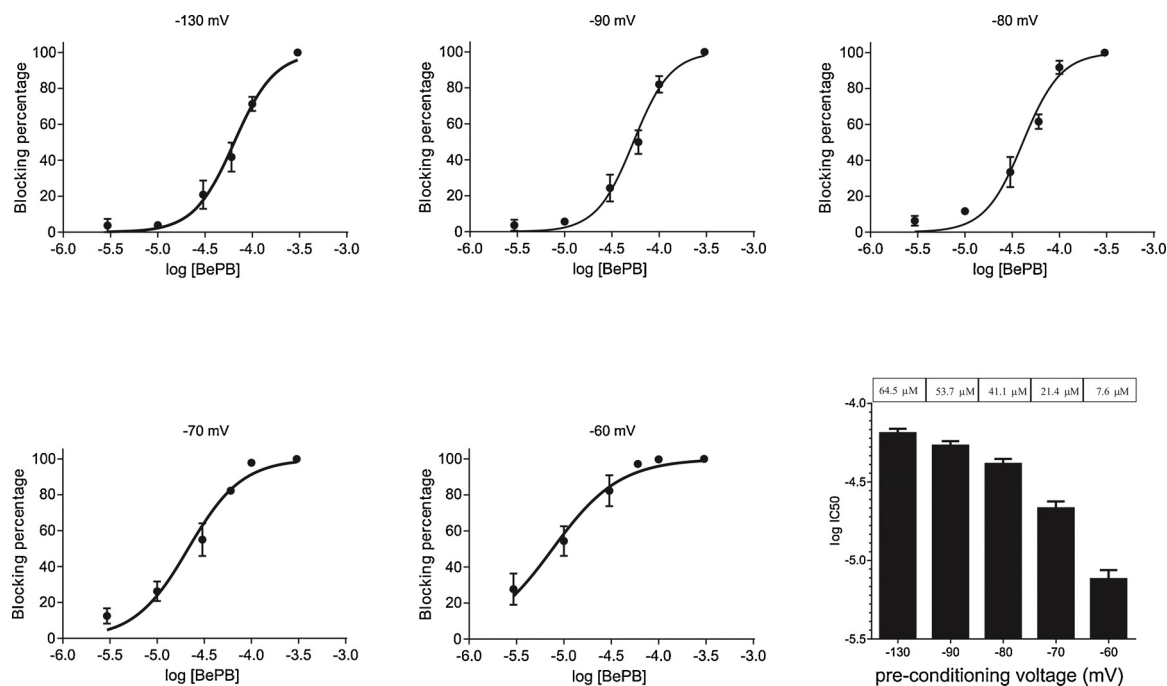 -130 mV
Blocking percentage
100
80
60
40
20
0
-6.0 -5.5 -5.0 -4.5 -4.0 -3.5 -3.0
log [BePB]
-90 mV
Blocking percentage
100
80
60
40
20
0
-6.0 -5.5 -5.0 -4.5 -4.0 -3.5 -3.0
log [BePB]
-80 mV
Blocking percentage
100
80
60
40
20
0
-6.0 -5.5 -5.0 -4.5 -4.0 -3.5 -3.0
log [BePB]
-70 mV
Blocking percentage
100
80
60
40
20
0
-6.0 -5.5 -5.0 -4.5 -4.0 -3.5 -3.0
log [BePB]
-60 mV
Blocking percentage
100
80
60
40
20
0
-6.0 -5.5 -5.0 -4.5 -4.0 -3.5 -3.0
log [BePB]
64.5 µM 53.7 µM 41.1 µM 21.4 µM 7.6 µM
log IC50
-4.0
-4.5
-5.0
-5.5
-130 -90 -80 -70 -60
pre-conditioning voltage (mV)